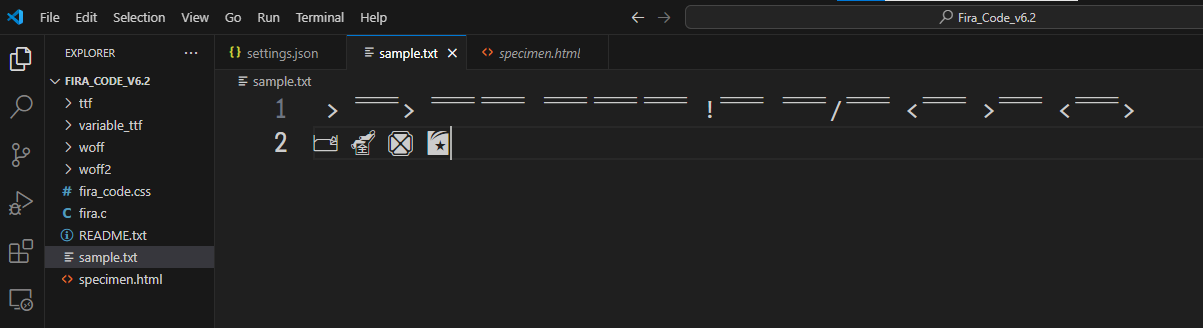 File Edit Selection View Go Run Terminal Help
Fira_Code_v6.2
EXPLORER ···
settings.json sample.txt specimen.html
FIRA_CODE_V6.2
ttf
variable_ttf
woff
woff2
fira_code.css
fira.c
README.txt
sample.txt
specimen.html
sample.txt
1 > => == === != =/= <= >= <=>
2